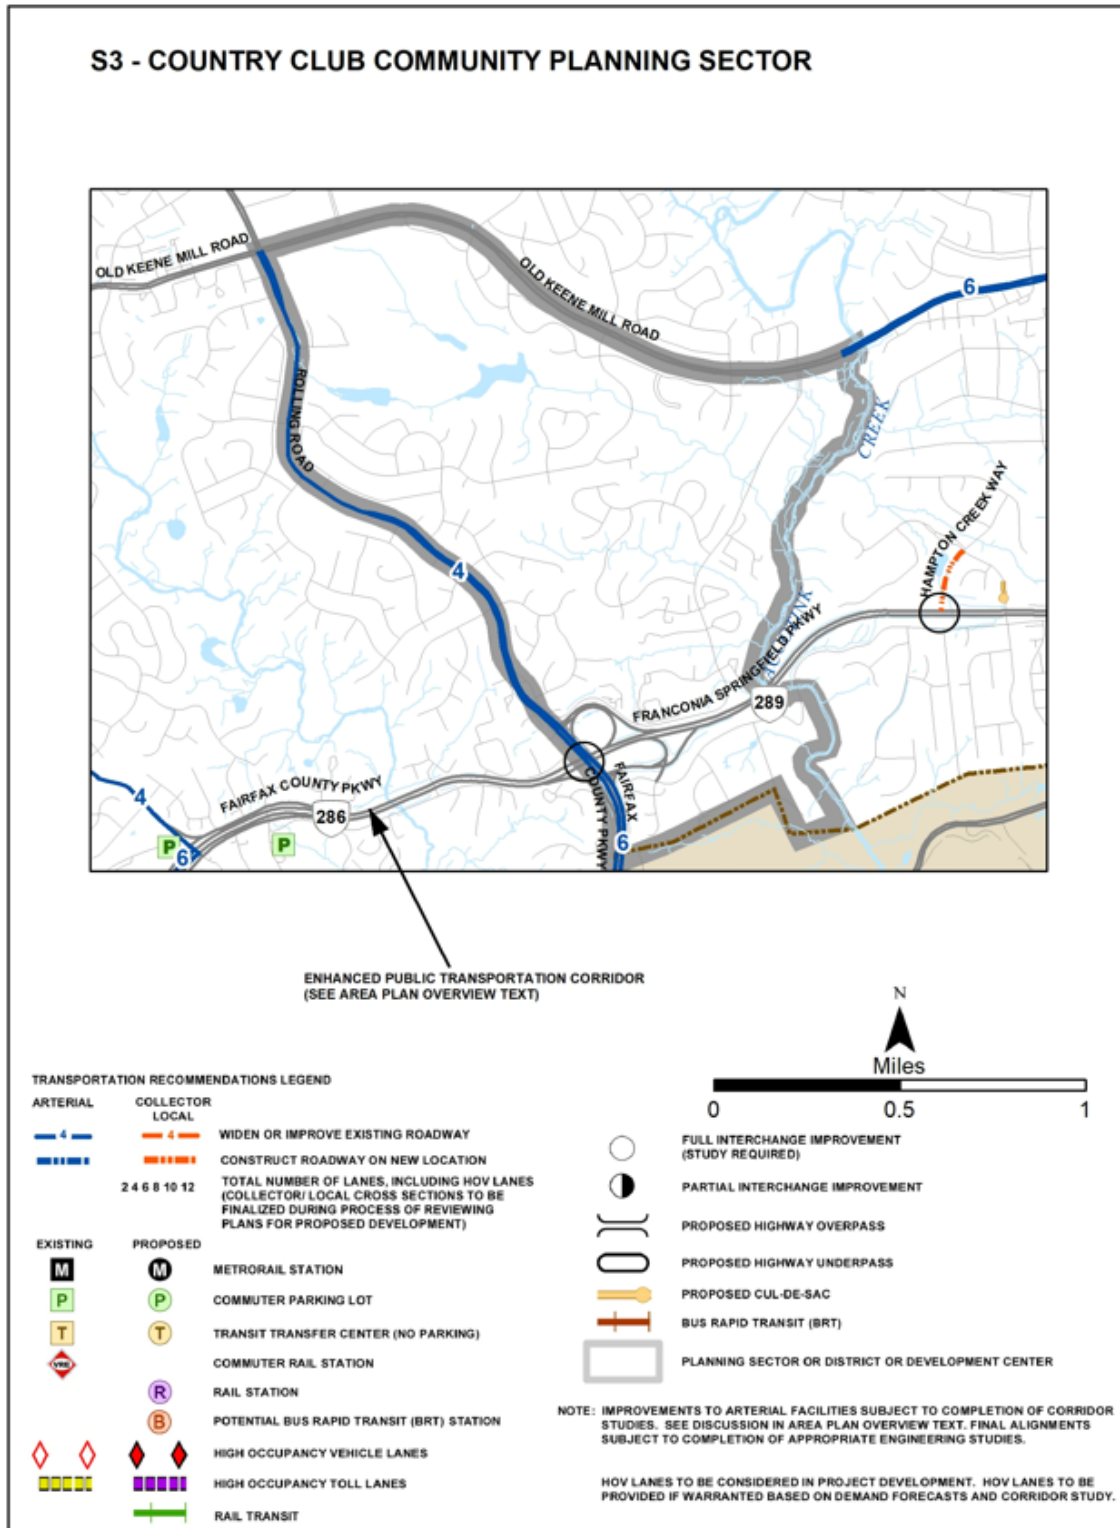 S3 - COUNTRY CLUB COMMUNITY PLANNING SECTOR
OLD KEENE MILL ROAD
OLD KEENE MILL ROAD
6
ROLLING ROAD
CREEK
HAMPTON CREEK WAY
4
ACCOTINK
FRANCONIA SPRINGFIELD PKWY
289
FAIRFAX COUNTY PKWY
286
FAIRFAX
COUNTY PKWY
4
P
6
P
6
ENHANCED PUBLIC TRANSPORTATION CORRIDOR
(SEE AREA PLAN OVERVIEW TEXT)
N
Miles
0 0.5 1
TRANSPORTATION RECOMMENDATIONS LEGEND
ARTERIAL COLLECTOR
LOCAL
4 4 WIDEN OR IMPROVE EXISTING ROADWAY
CONSTRUCT ROADWAY ON NEW LOCATION
2 4 6 8 10 12 TOTAL NUMBER OF LANES, INCLUDING HOV LANES
(COLLECTOR/ LOCAL CROSS SECTIONS TO BE
FINALIZED DURING PROCESS OF REVIEWING
PLANS FOR PROPOSED DEVELOPMENT)
EXISTING PROPOSED
M M METRORAIL STATION
P P COMMUTER PARKING LOT
T T TRANSIT TRANSFER CENTER (NO PARKING)
VRE COMMUTER RAIL STATION
R RAIL STATION
B POTENTIAL BUS RAPID TRANSIT (BRT) STATION
HIGH OCCUPANCY VEHICLE LANES
HIGH OCCUPANCY TOLL LANES
RAIL TRANSIT
FULL INTERCHANGE IMPROVEMENT
(STUDY REQUIRED)
PARTIAL INTERCHANGE IMPROVEMENT
PROPOSED HIGHWAY OVERPASS
PROPOSED HIGHWAY UNDERPASS
PROPOSED CUL-DE-SAC
BUS RAPID TRANSIT (BRT)
PLANNING SECTOR OR DISTRICT OR DEVELOPMENT CENTER
NOTE: IMPROVEMENTS TO ARTERIAL FACILITIES SUBJECT TO COMPLETION OF CORRIDOR
STUDIES. SEE DISCUSSION IN AREA PLAN OVERVIEW TEXT. FINAL ALIGNMENTS
SUBJECT TO COMPLETION OF APPROPRIATE ENGINEERING STUDIES.
HOV LANES TO BE CONSIDERED IN PROJECT DEVELOPMENT. HOV LANES TO BE
PROVIDED IF WARRANTED BASED ON DEMAND FORECASTS AND CORRIDOR STUDY.